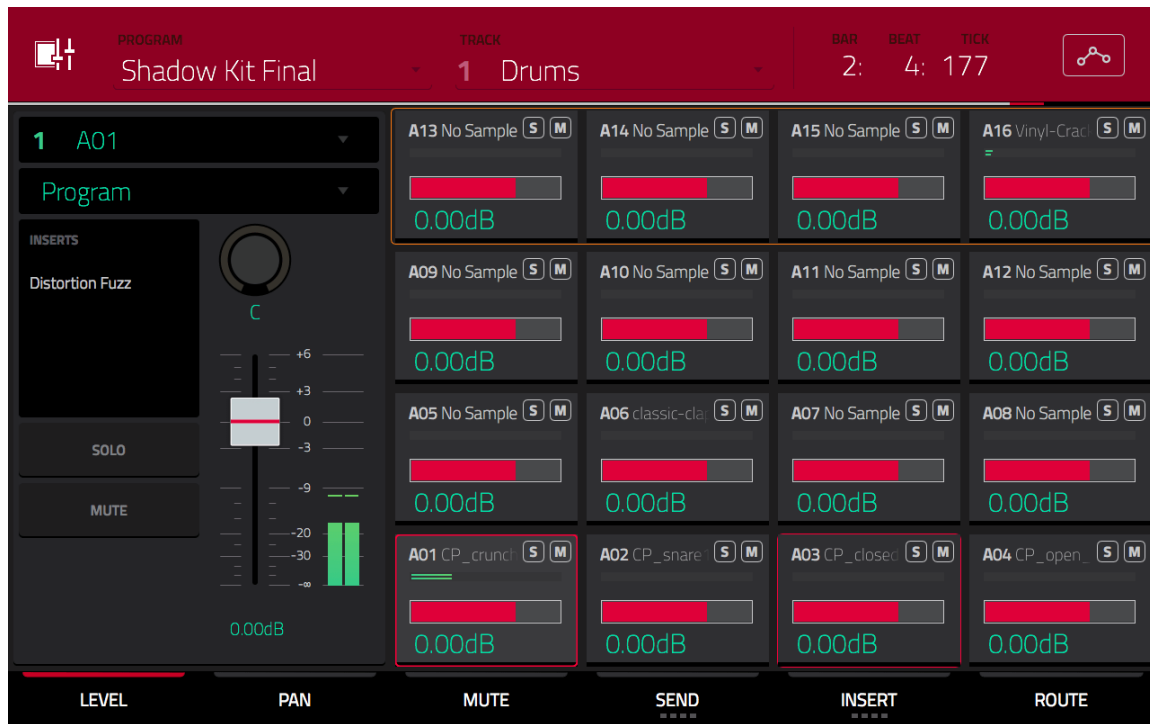 PROGRAM
Shadow Kit Final
TRACK
1 Drums
BAR BEAT TICK
2: 4: 177
1 A01
Program
INSERTS
Distortion Fuzz
SOLO
MUTE
C
+6
+3
0
-3
-9
-20
-30
-∞
0.00dB
A13 No Sample S M
0.00dB
A14 No Sample S M
0.00dB
A15 No Sample S M
0.00dB
A16 Vinyl-Crac S M
0.00dB
A09 No Sample S M
0.00dB
A10 No Sample S M
0.00dB
A11 No Sample S M
0.00dB
A12 No Sample S M
0.00dB
A05 No Sample S M
0.00dB
A06 classic-cla S M
0.00dB
A07 No Sample S M
0.00dB
A08 No Sample S M
0.00dB
A01 CP_crunch S M
0.00dB
A02 CP_snare S M
0.00dB
A03 CP_closed S M
0.00dB
A04 CP_open_ S M
0.00dB
LEVEL
PAN
MUTE
SEND
INSERT
ROUTE